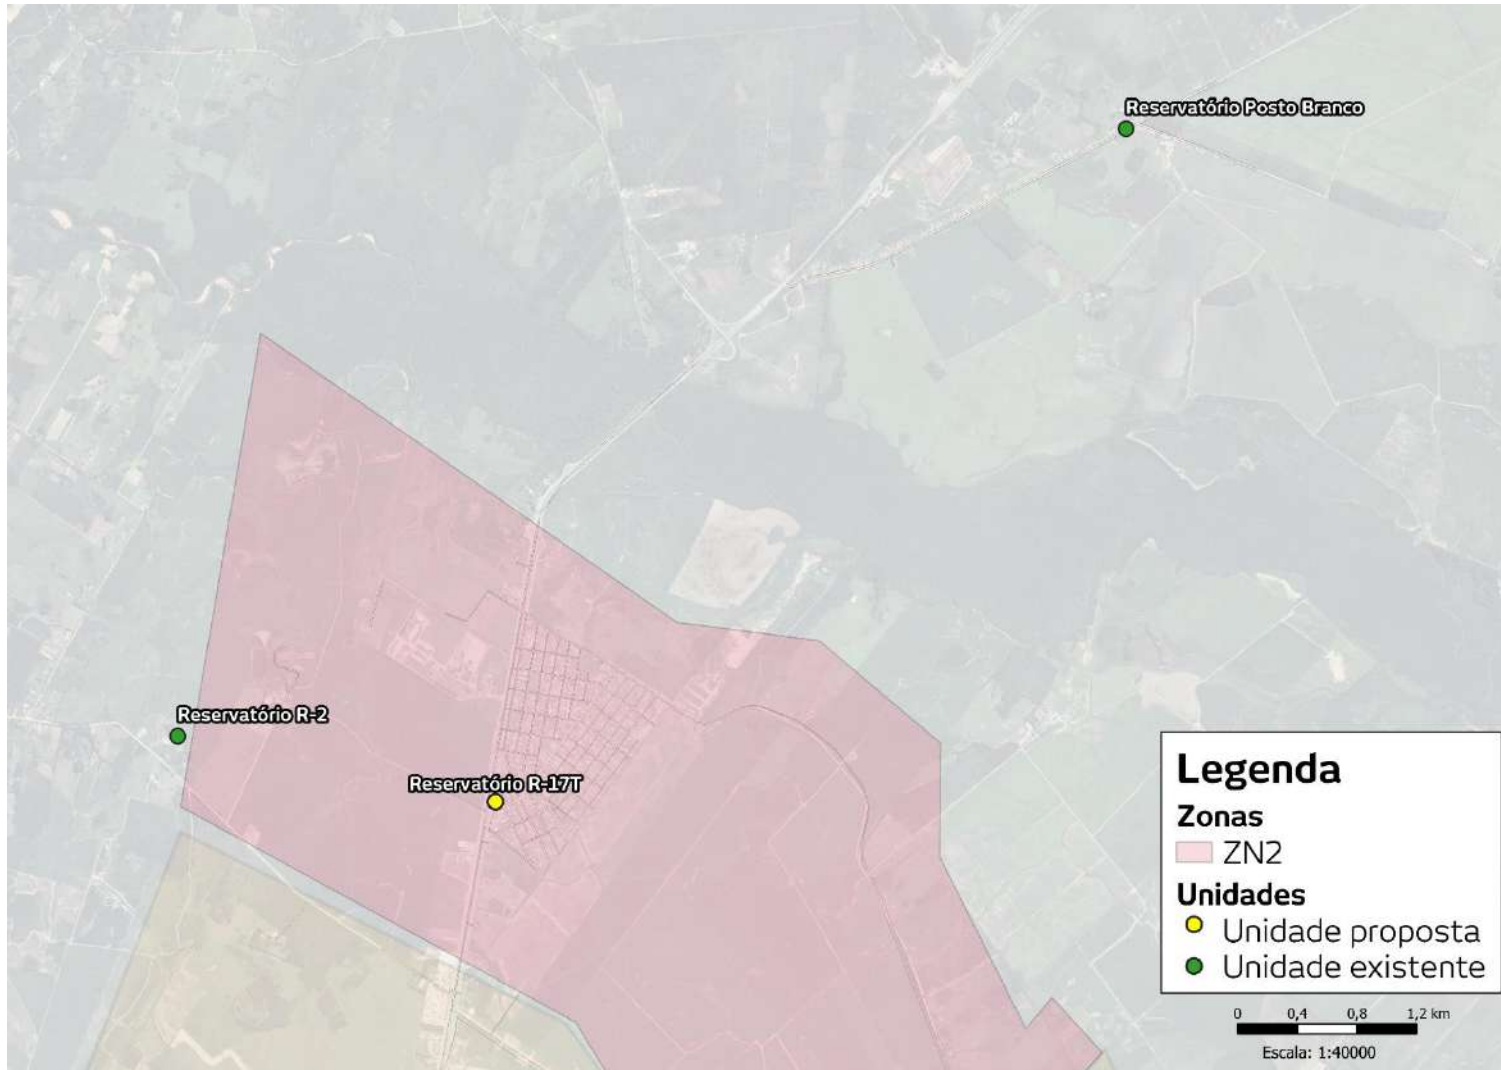 Reservatório Posto Branco
Reservatório R-2
Reservatório R-17T
Legenda
Zonas
ZN2
Unidades
Unidade proposta
Unidade existente
0 0,4 0,8 1,2 km
Escala: 1:40000